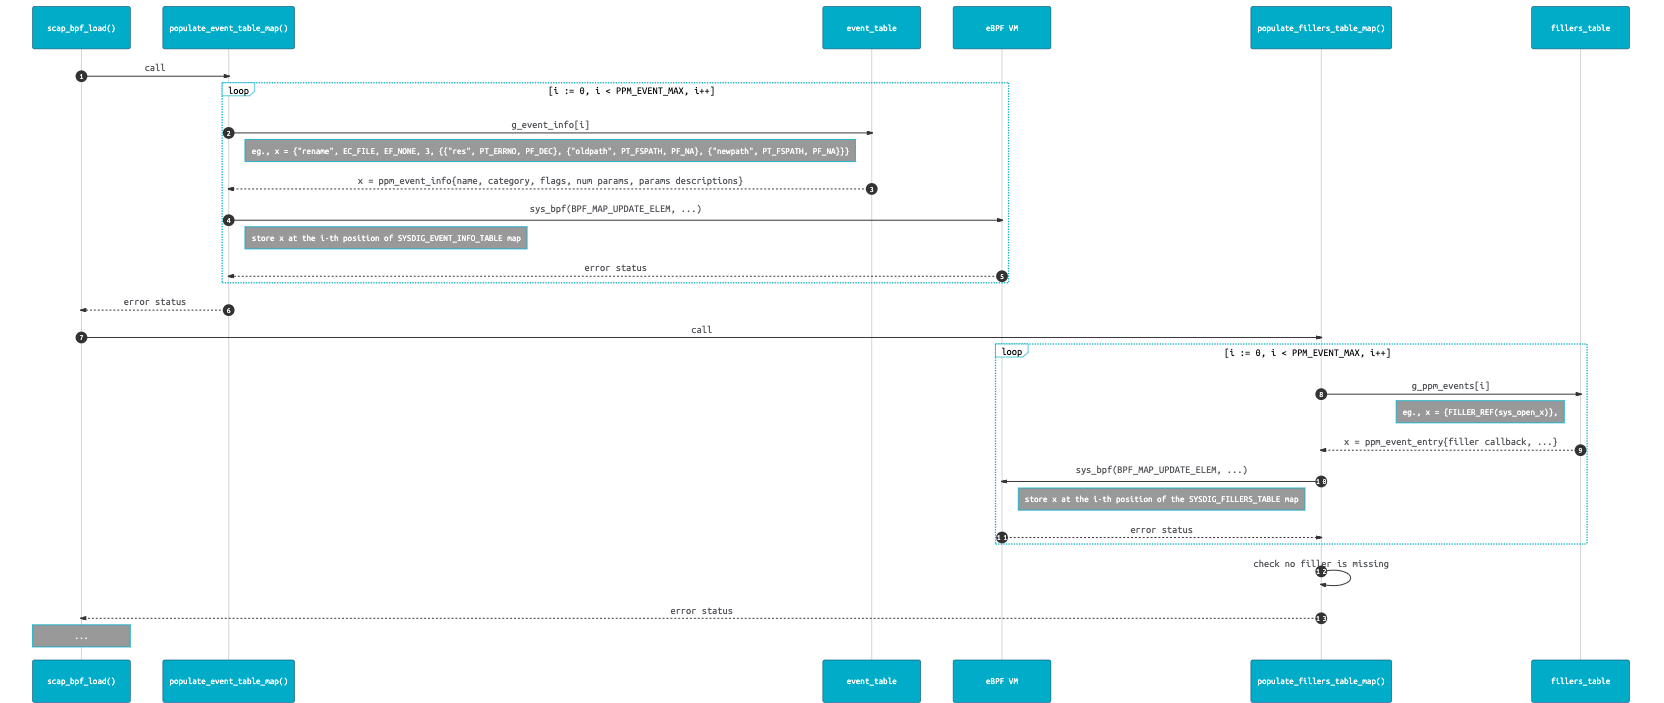 scap_bpf_load()
populate_event_table_map()
event_table
eBPF VM
populate_fillers_table_map()
fillers_table
call
1
loop
[i := 0, i < PPM_EVENT_MAX, i++]
g_event_info[i]
2
eg., x = {"rename", EC_FILE, EF_NONE, 3, {{"res", PT_ERRNO, PF_DEC}, {"oldpath", PT_FSPATH, PF_NA}, {"newpath", PT_FSPATH, PF_NA}}}
x = ppm_event_info{name, category, flags, num params, params descriptions}
3
sys_bpf(BPF_MAP_UPDATE_ELEM, ...)
4
store x at the i-th position of SYSDIG_EVENT_INFO_TABLE map
error status
5
error status
6
call
7
loop
[i := 0, i < PPM_EVENT_MAX, i++]
g_ppm_events[i]
8
eg., x = {FILLER_REF(sys_open_x)},
x = ppm_event_entry{filler callback, ...}
9
sys_bpf(BPF_MAP_UPDATE_ELEM, ...)
10
store x at the i-th position of the SYSDIG_FILLERS_TABLE map
error status
11
check no filler is missing
12
error status
13
...
scap_bpf_load()
populate_event_table_map()
event_table
eBPF VM
populate_fillers_table_map()
fillers_table